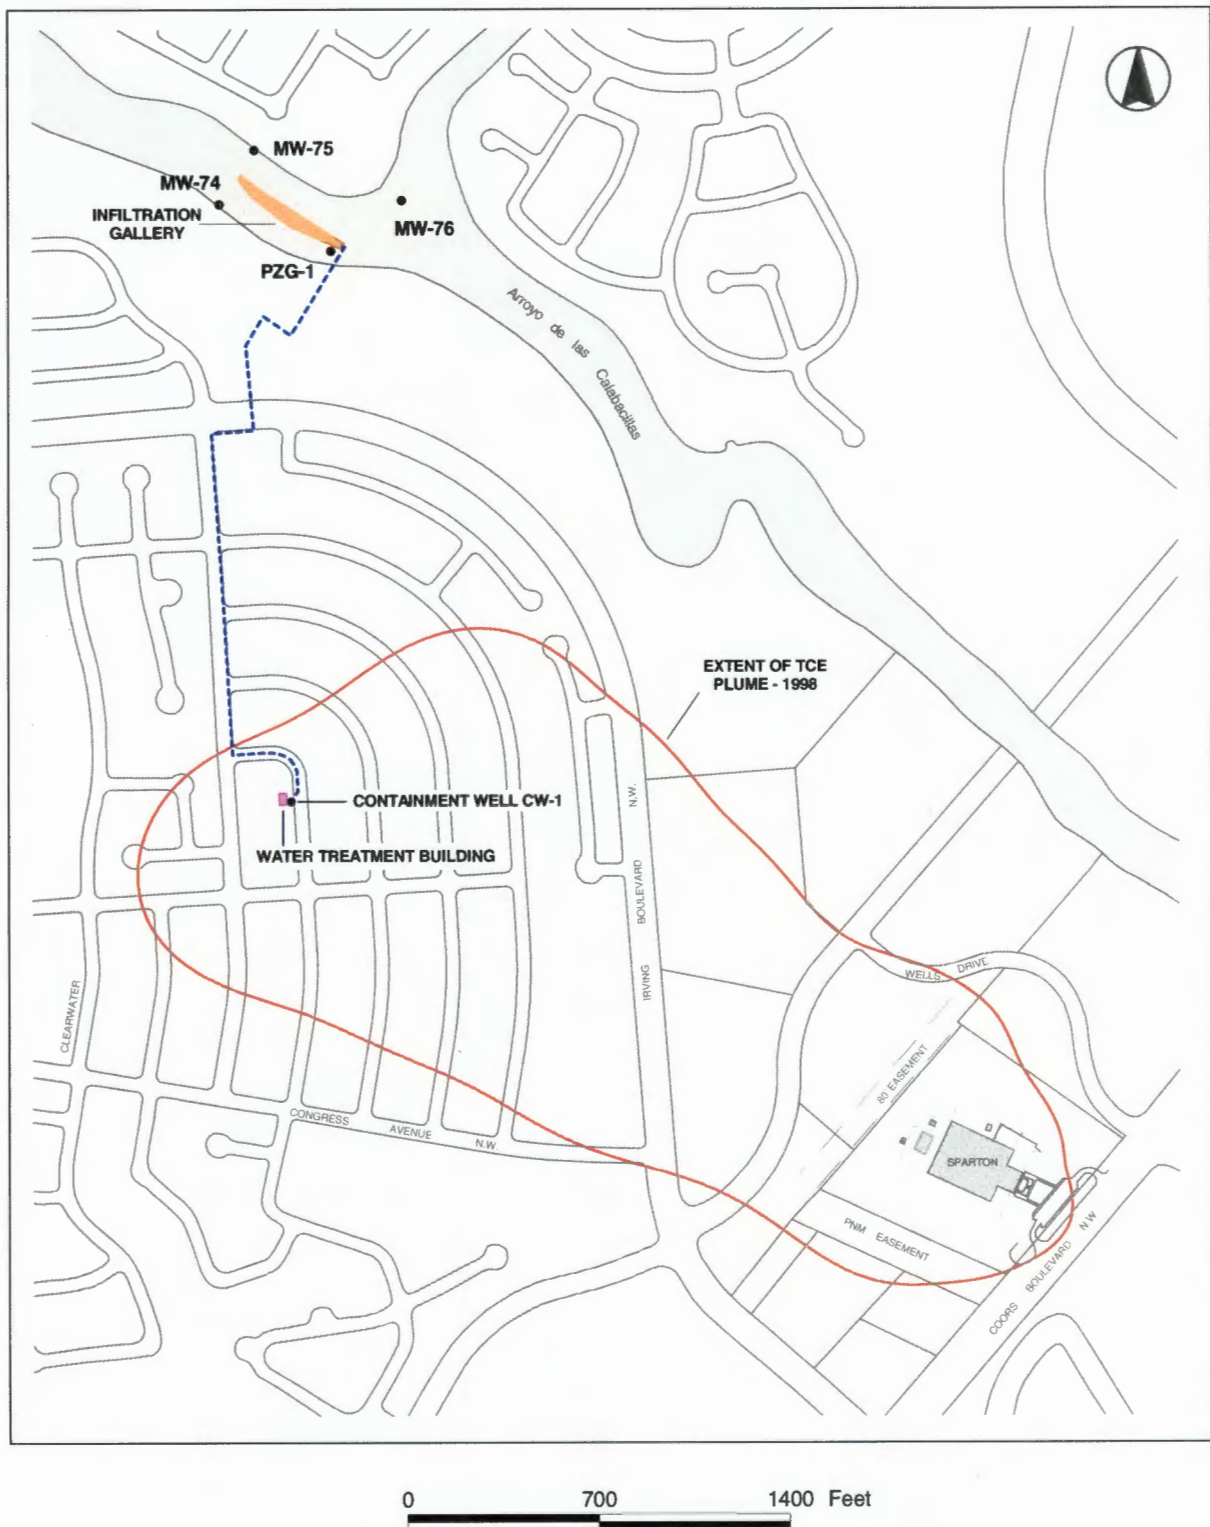 MW-75
MW-74
INFILTRATION
GALLERY
MW-76
PZG-1
Arroyo de las Calabacillas
EXTENT OF TCE
PLUME - 1998
CONTAINMENT WELL CW-1
WATER TREATMENT BUILDING
IRVING BOULEVARD N.W.
WELLS DRIVE
CLEARWATER
80 EASEMENT
CONGRESS AVENUE N.W.
SPARTON
PNM EASEMENT
COORS BOULEVARD N.W
0 700 1400 Feet